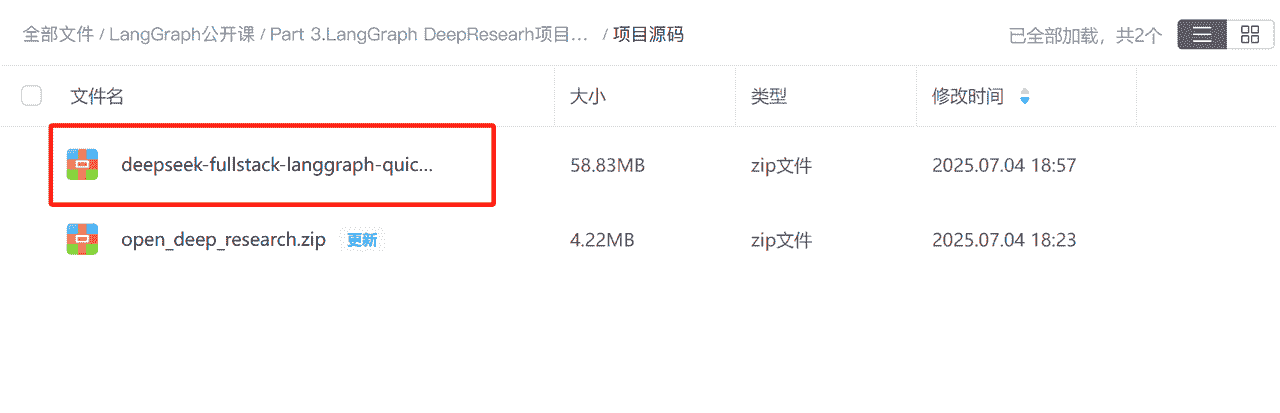 全部文件 / LangGraph公开课 / Part 3.LangGraph DeepResearh项目... / 项目源码 已全部加载，共2个
文件名 大小 类型 修改时间
deepseek-fullstack-langgraph-quic... 58.83MB zip文件 2025.07.04 18:57
open_deep_research.zip 更新 4.22MB zip文件 2025.07.04 18:23